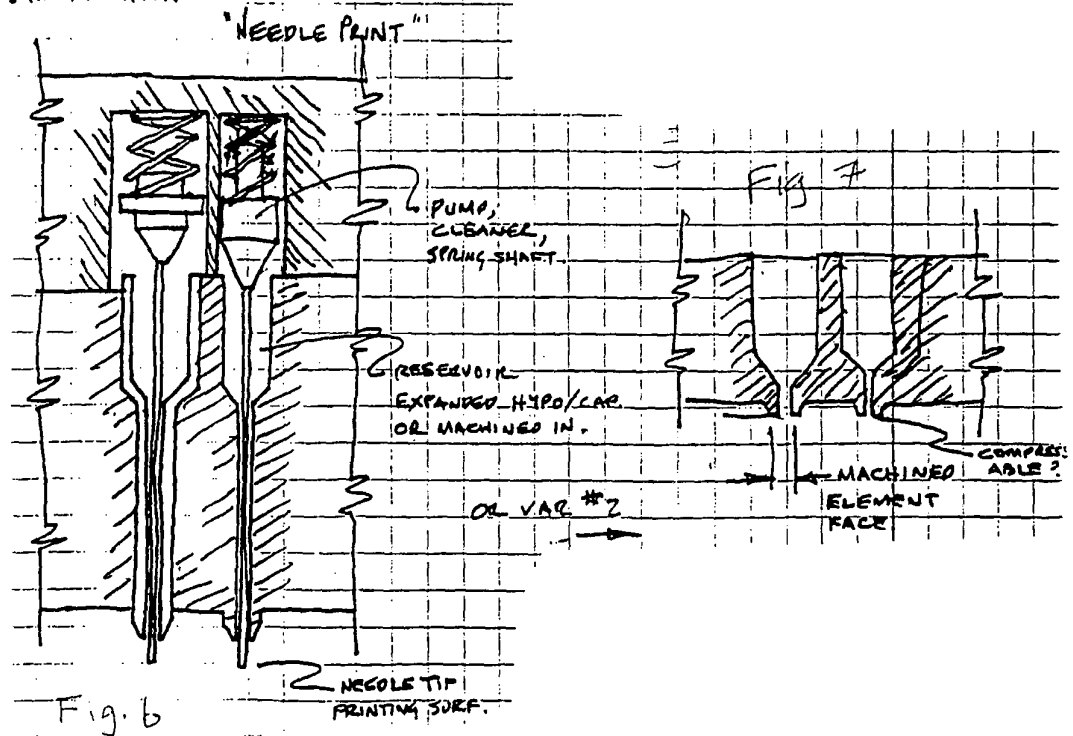 "NEEDLE PRINT"
PUMP,
CLEANER,
SPRING SHAFT.
RESERVOIR
EXPANDED HYPO/CAP.
OR MACHINED IN.
NEEDLE TIP
PRINTING SURF.
Fig. 6
OR VAR #2
Fig 7
COMPRESS
ABLE?
MACHINED
ELEMENT
FACE